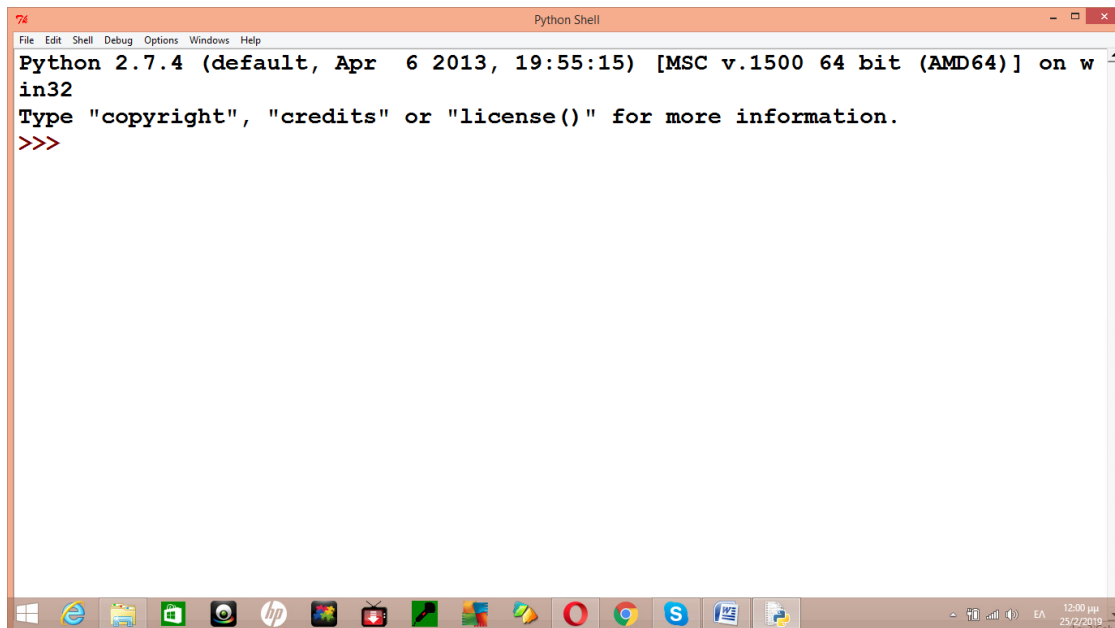 Python Shell
File Edit Shell Debug Options Windows Help
Python 2.7.4 (default, Apr  6 2013, 19:55:15) [MSC v.1500 64 bit (AMD64)] on w
in32
Type "copyright", "credits" or "license()" for more information.
>>>
hp
ΕΛ
12:00 μμ
25/2/2019